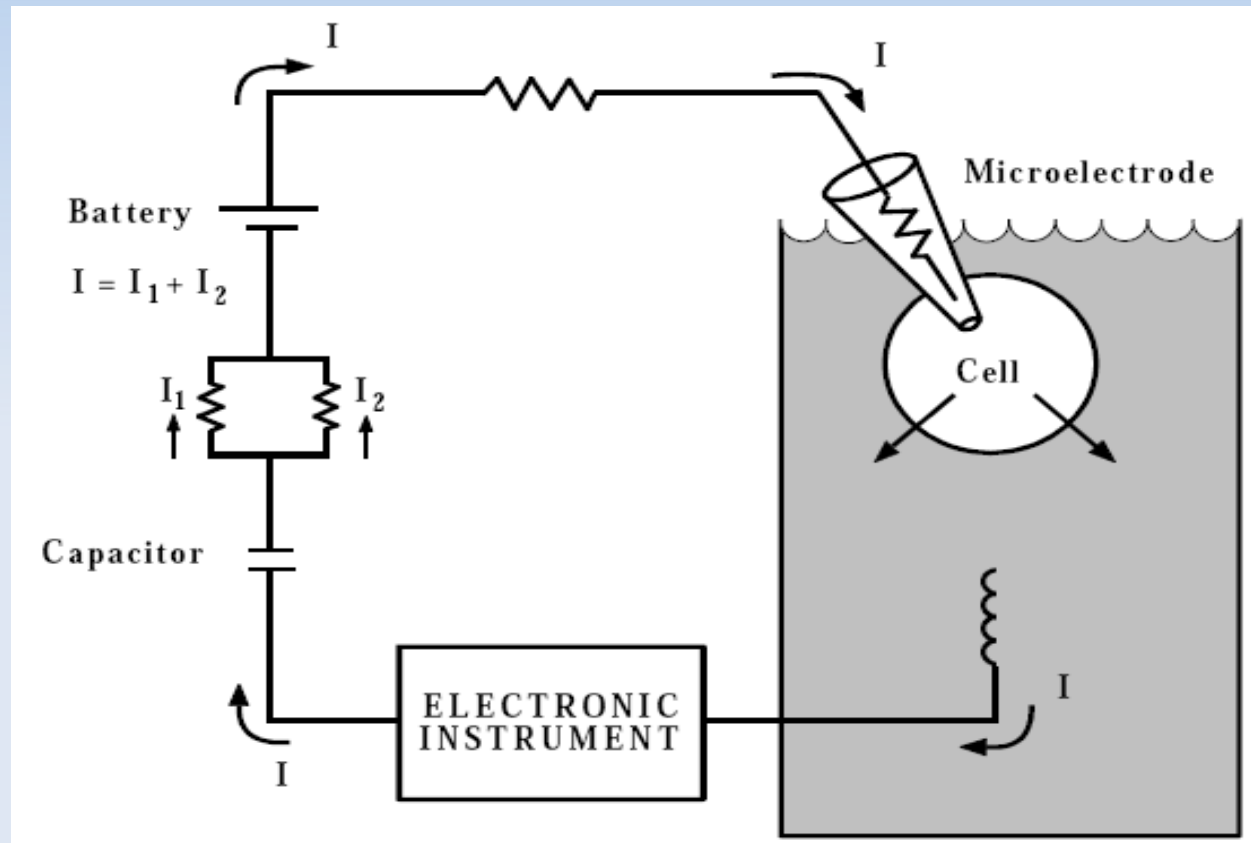 I
I
Microelectrode
Battery
I = I₁ + I₂
Cell
I₁
I₂
Capacitor
ELECTRONIC
INSTRUMENT
I
I